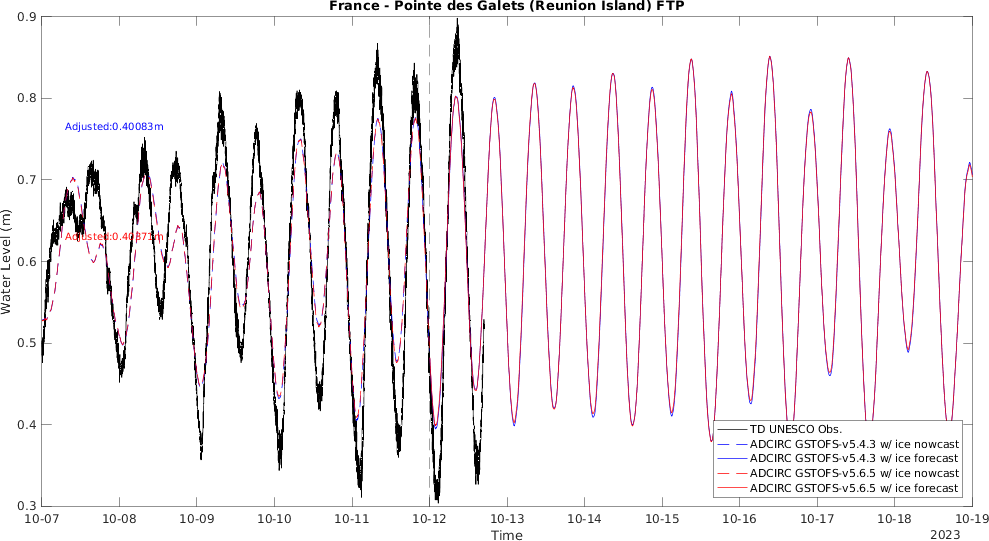 France - Pointe des Galets (Reunion Island) FTP
0.9
0.8
0.7
0.6
0.5
0.4
0.3
Water Level (m)
Adjusted:0.40083m
TD UNESCO Obs.
ADCIRC GSTOFS-v5.4.3 w/ ice nowcast
ADCIRC GSTOFS-v5.4.3 w/ ice forecast
ADCIRC GSTOFS-v5.6.5 w/ ice nowcast
ADCIRC GSTOFS-v5.6.5 w/ ice forecast
10-07 10-08 10-09 10-10 10-11 10-12 10-13 10-14 10-15 10-16 10-17 10-18 10-19
Time
2023